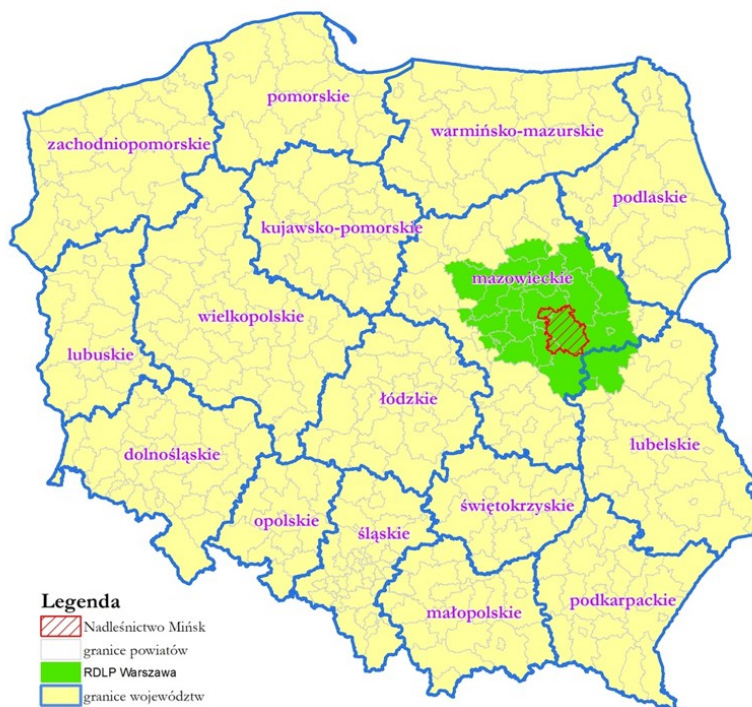 pomorskie
warmińsko-mazurskie
zachodniopomorskie
podlaskie
kujawsko-pomorskie
mazowieckie
wielkopolskie
lubuskie
łódzkie
lubelskie
dolnośląskie
świętokrzyskie
opolskie
śląskie
małopolskie
podkarpackie
Legenda
Nadleśnictwo Mińsk
granice powiatów
RDLP Warszawa
granice województw